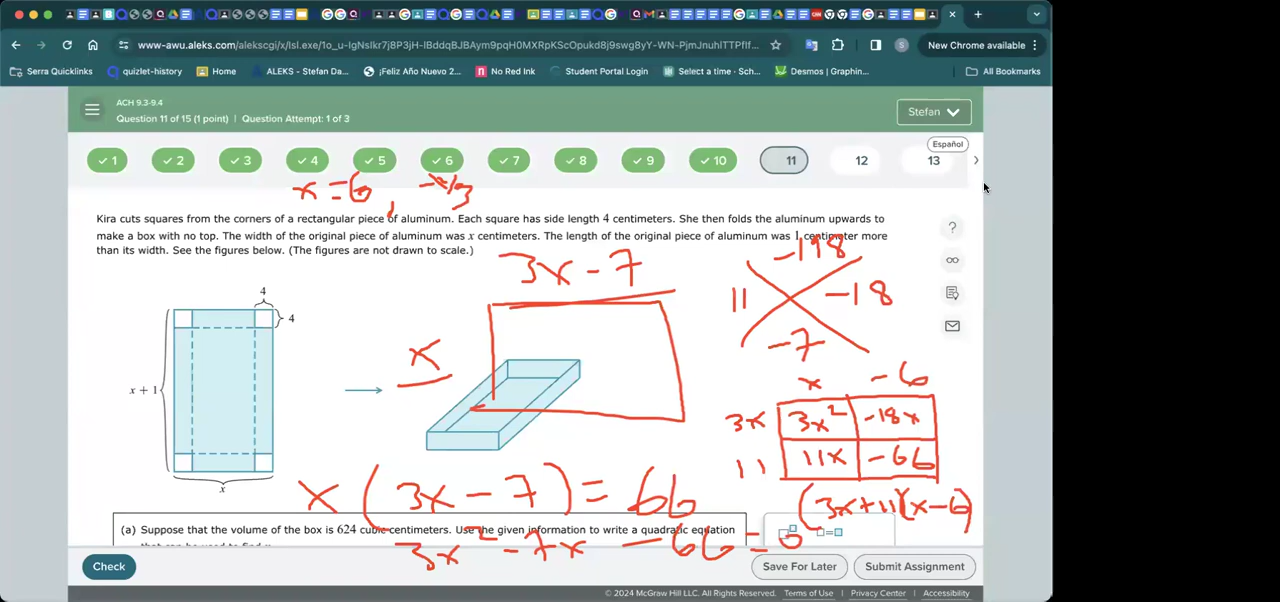 New Chrome available
www-awu.aleks.com/alekscgi/x/lsl.exe/1o_u-
Serra Quicklinks
quizlet-history
Home
ALEKS - Stefan Da...
¡Feliz Año Nuevo 2...
No Red Ink
Student Portal Login
Select a time · Sch...
Desmos | Graphin...
All Bookmarks
ACH 9.3-9.4
Question 11 of 15 (1 point) | Question Attempt: 1 of 3
Stefan
Español
✓ 1 ✓ 2 ✓ 3 ✓ 4 ✓ 5 ✓ 6 ✓ 7 ✓ 8 ✓ 9 ✓ 10 11 12 13
x = 6,
Kira cuts squares from the corners of a rectangular piece of aluminum. Each square has side length 4 centimeters. She then folds the aluminum upwards to
make a box with no top. The width of the original piece of aluminum was x centimeters. The length of the original piece of aluminum was 1 centimeter more
than its width. See the figures below. (The figures are not drawn to scale.)
3x - 7
-198
11 -18
-7
4
4
x + 1
x
x
x -6
3x 3x² -18x
11 11x -66
(3x+11)(x-6)
x(3x - 7) = 66
3x² - 7x - 66 = 0
(a) Suppose that the volume of the box is 624 cubic centimeters. Use the given information to write a quadratic equation
Check
Save For Later
Submit Assignment
© 2024 McGraw Hill LLC. All Rights Reserved. Terms of Use | Privacy Center | Accessibility